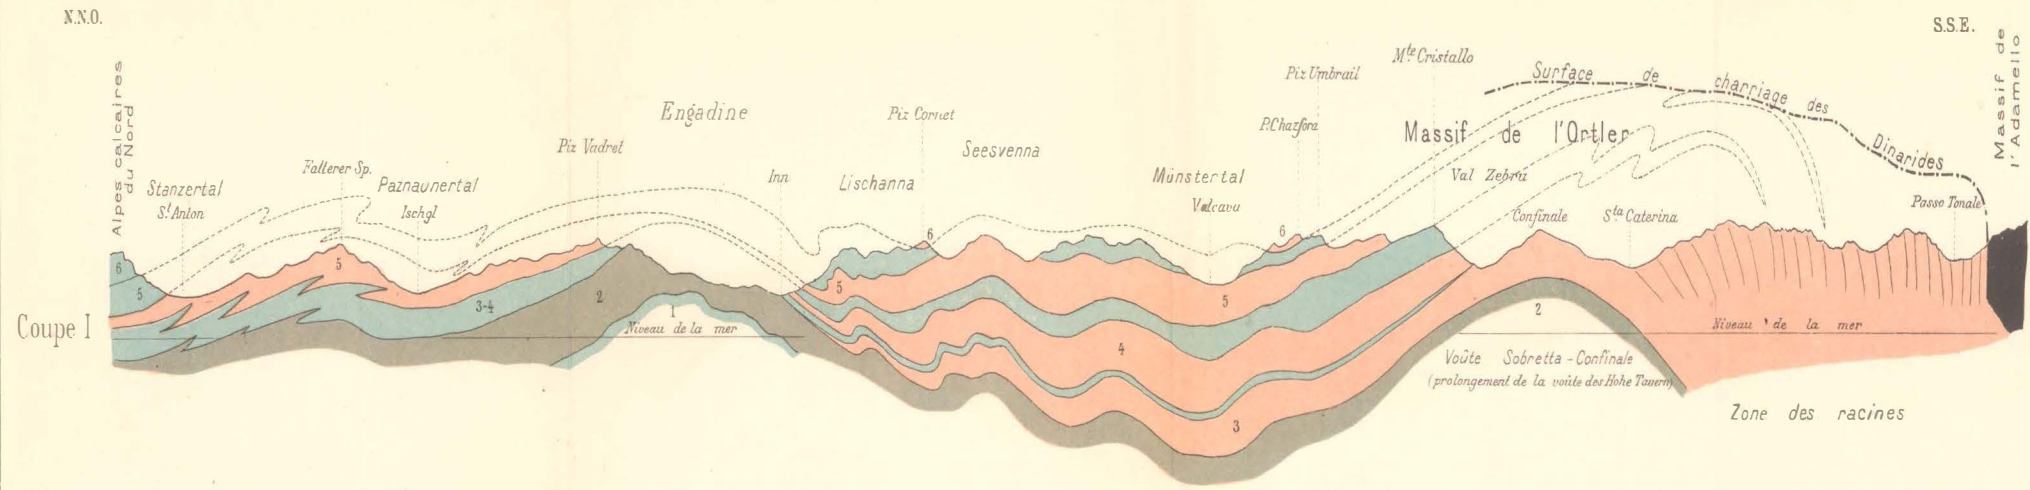 N.N.O.
S.S.E.
Alpes calcaires
du Nord
Stanzertal
St Anton
Fatterer Sp.
Paznaunertal
Ischgl
Piz Vadret
Engadine
Inn
Lischanna
Piz Cornet
Seesvenna
Münstertal
Valcava
P.Chazfora
Piz Umbrail
Mte Cristallo
Massif de l'Ortler
Val Zebru
Surface de charriage des Dinarides
Confinale
Sta Caterina
Passo Tonale
Massif de
l'Adamello
Coupe I
6
5
5
3-4
2
1
Niveau de la mer
5
6
4
5
3
6
2
Niveau de la mer
Voûte Sobretta - Confinale
(prolongement de la voûte des Hohe Tauern)
Zone des racines